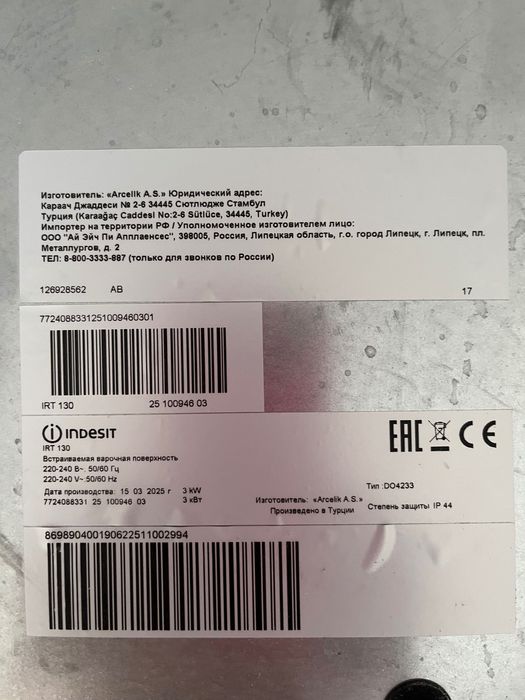 Изготовитель: «Arcelik A.S.» Юридический адрес:
Караач Джаддеси № 2-6 34445 Сютлюдже Стамбул
Турция (Karaağaç Caddesi No:2-6 Sütlüce, 34445, Turkey)
Импортер на территории РФ / Уполномоченное изготовителем лицо:
ООО "Ай Эйч Пи Апплаенсес", 398005, Россия, Липецкая область, г.о. город Липецк, г. Липецк, пл.
Металлургов, д. 2
ТЕЛ: 8-800-3333-887 (только для звонков по России)
126928562 AB 17
7724088331251009460301
IRT 130 25 100946 03
indesit
IRT 130
Встраиваемая варочная поверхность
220-240 В~ 50/60 Гц
220-240 V~ 50/60 Hz
Дата производства: 15 03 2025 г 3 kW
7724088331 25 100946 03 3 кВт
Изготовитель: «Arcelik A.S.»
Произведено в Турции
EAC CE
Тип :DO4233
Степень защиты IP 44
869890400190622511002994